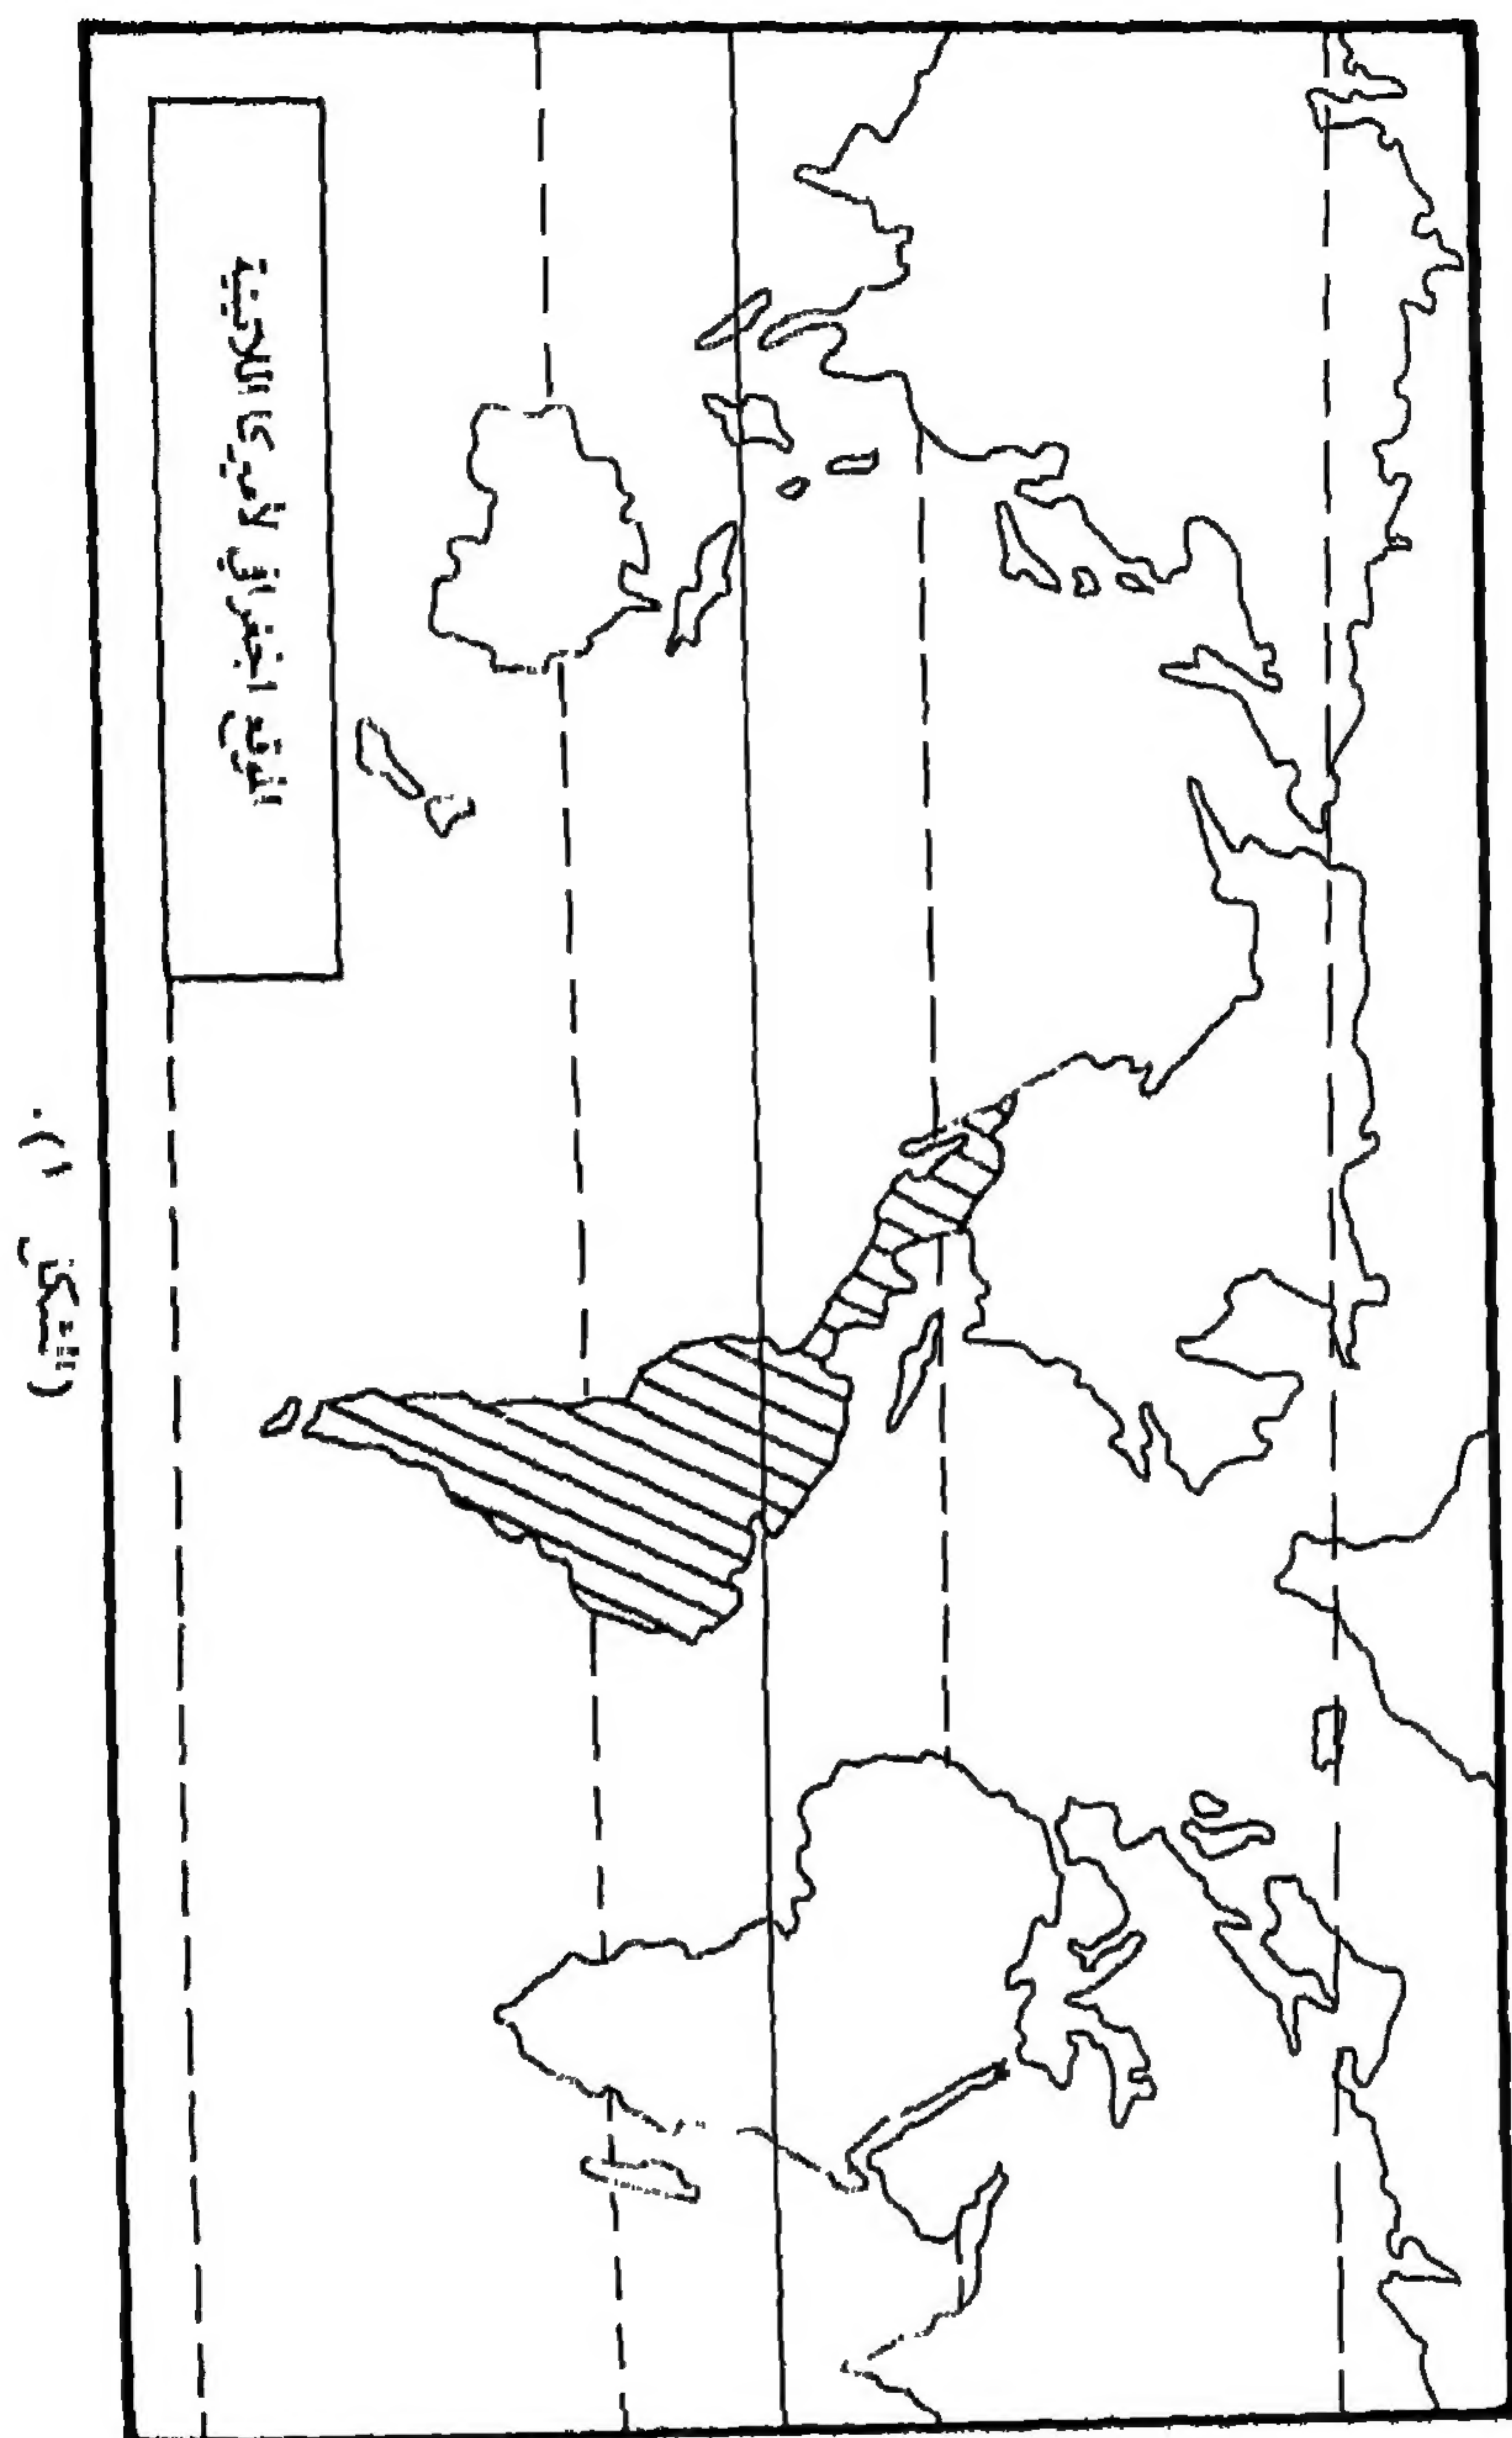 الموقع الجغرافي لأمريكا اللاتينية
(شكل ١).